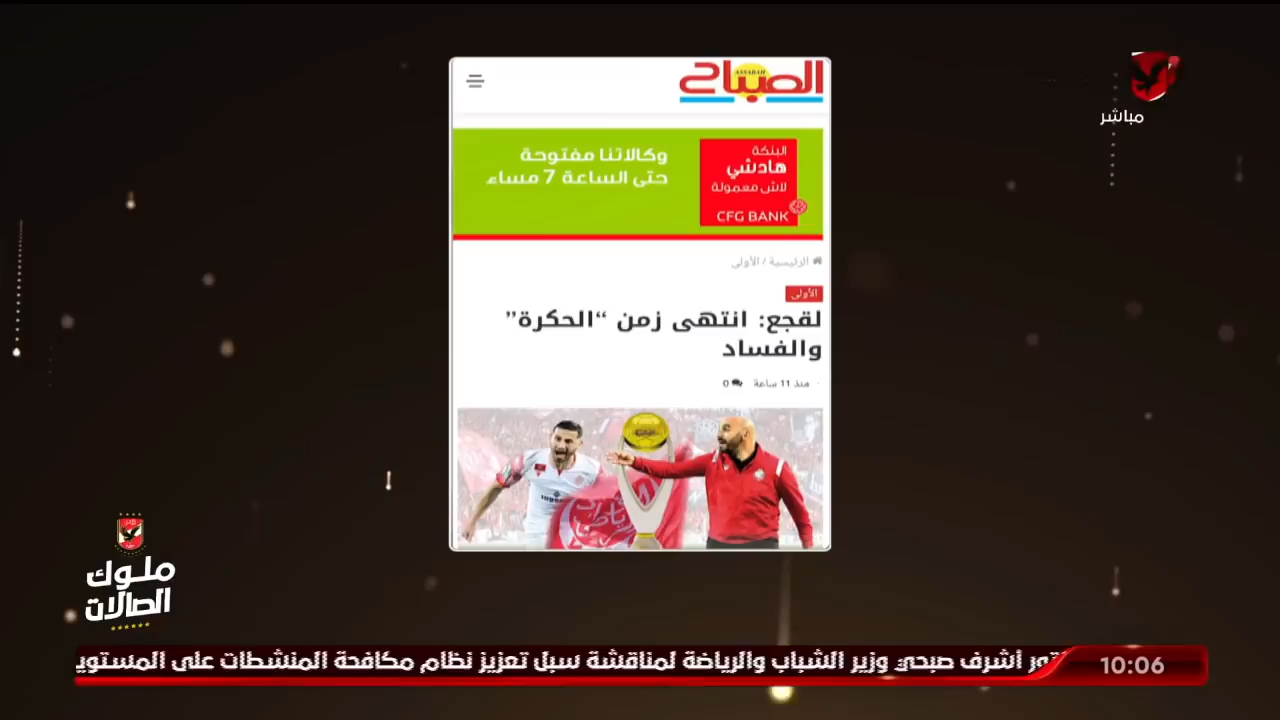 الصباح
ASSABAH
مباشر
وكالاتنا مفتوحة
حتى الساعة 7 مساء
البنكة
هادشي
لاش معمولة
CFG BANK
الرئيسية / الأولى
الأولى
لقجع: انتهى زمن “الحكرة”
والفساد
منذ 11 ساعة 0
ملوك
الصالات
تور أشرف صبحي وزير الشباب والرياضة لمناقشة سبل تعزيز نظام مكافحة المنشطات على المستوي
10:06